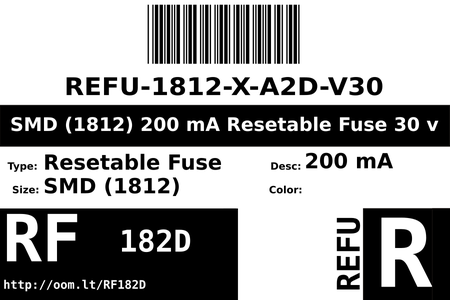 REFU-1812-X-A2D-V30
SMD (1812) 200 mA Resetable Fuse 30 v
Type: Resetable Fuse Desc: 200 mA
Size: SMD (1812) Color:
RF 182D REFU R
http://oom.lt/RF182D